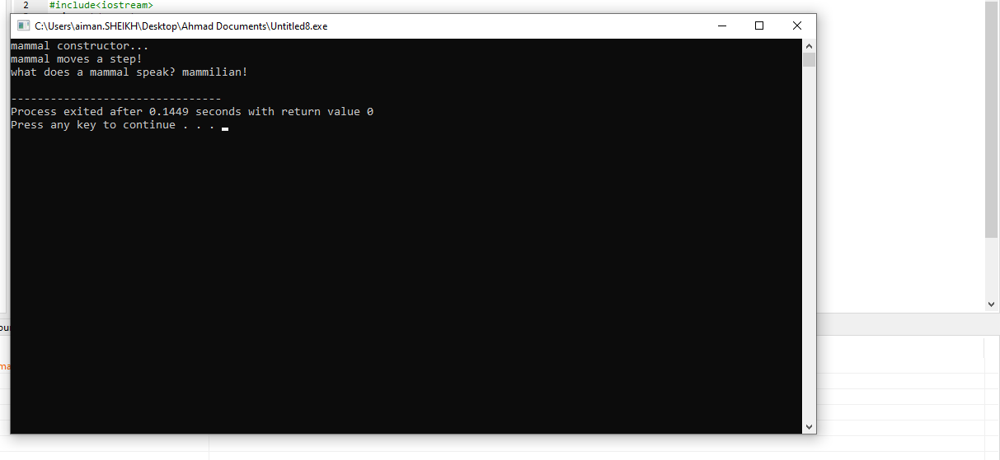 2 #include<iostream>
C:\Users\aiman.SHEIKH\Desktop\Ahmad Documents\Untitled8.exe
mammal constructor...
mammal moves a step!
what does a mammal speak? mammilian!
--------------------------------
Process exited after 0.1449 seconds with return value 0
Press any key to continue . . .